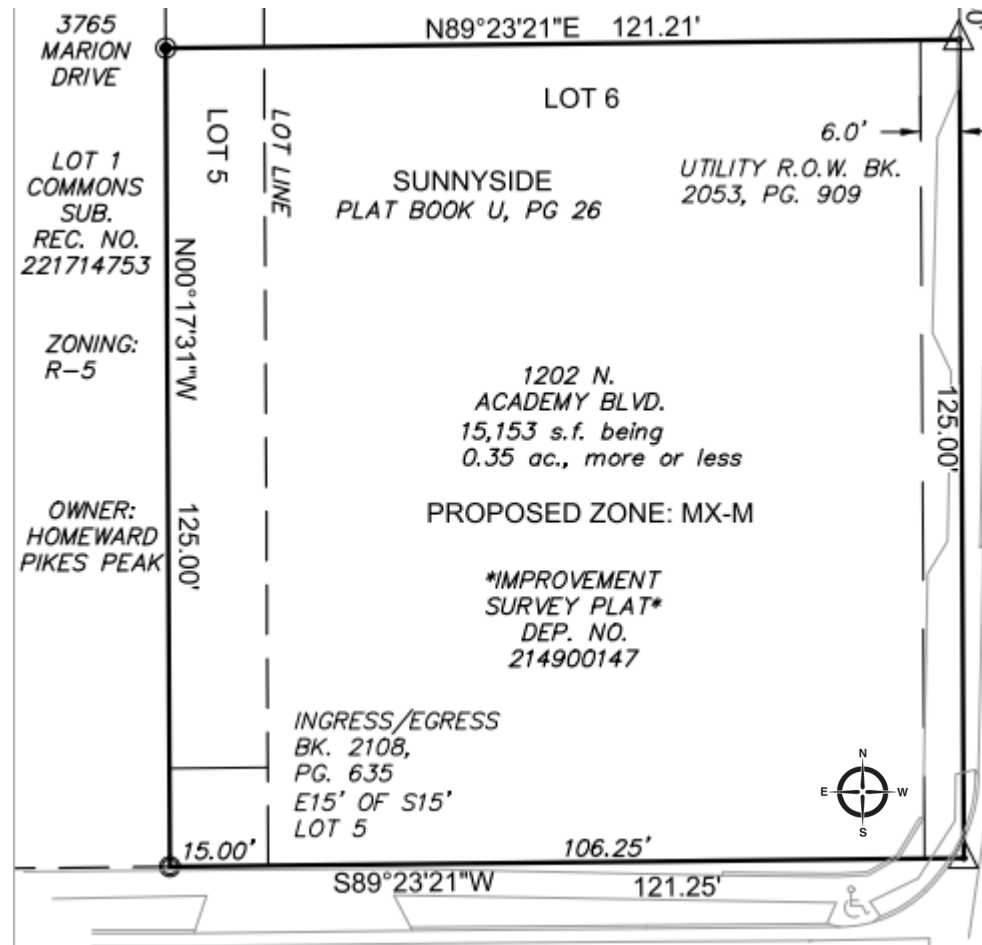 3765
MARION
DRIVE
LOT 1
COMMONS
SUB.
REC. NO.
221714753
ZONING:
R-5
OWNER:
HOMEWARD
PIKES PEAK
N89°23'21"E 121.21'
LOT 5
LOT LINE
LOT 6
SUNNYSIDE
PLAT BOOK U, PG 26
6.0'
UTILITY R.O.W. BK.
2053, PG. 909
N00°17'31"W
125.00'
1202 N.
ACADEMY BLVD.
15,153 s.f. being
0.35 ac., more or less
PROPOSED ZONE: MX-M
*IMPROVEMENT
SURVEY PLAT*
DEP. NO.
214900147
125.00'
INGRESS/EGRESS
BK. 2108,
PG. 635
E15' OF S15'
LOT 5
N
E W
S
15.00'
106.25'
S89°23'21"W 121.25'